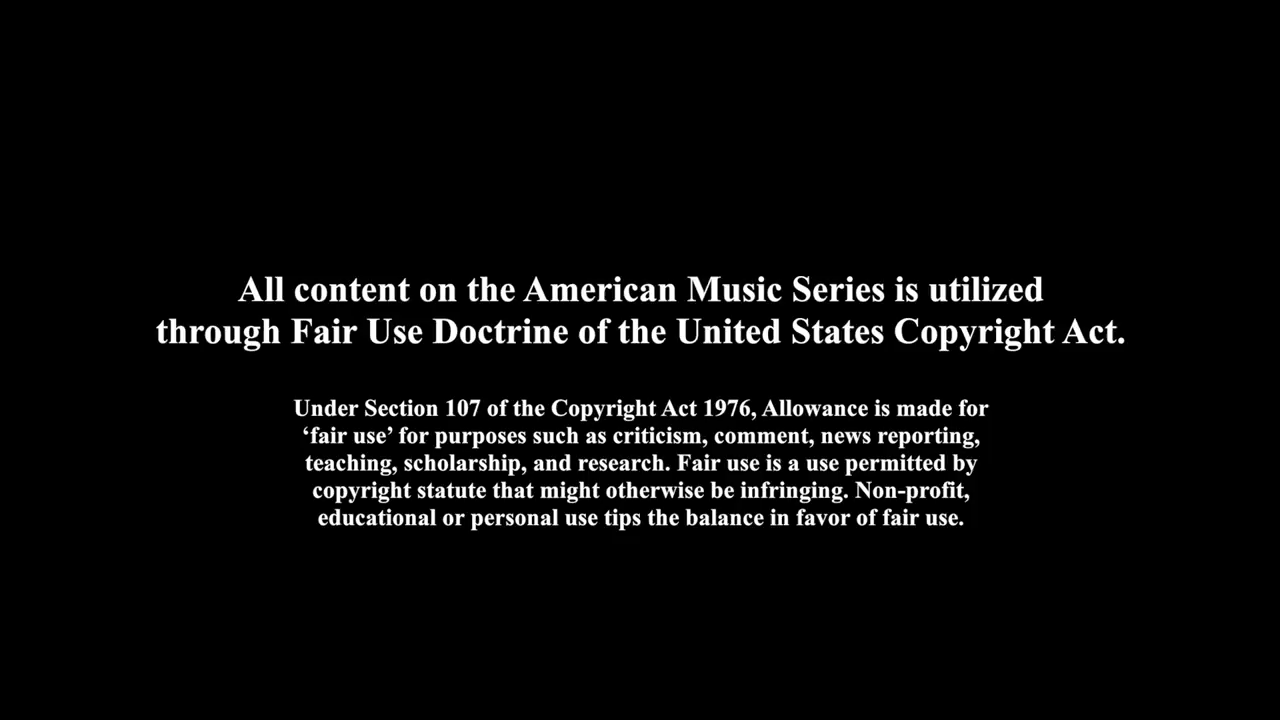 All content on the American Music Series is utilized
through Fair Use Doctrine of the United States Copyright Act.
Under Section 107 of the Copyright Act 1976, Allowance is made for
‘fair use’ for purposes such as criticism, comment, news reporting,
teaching, scholarship, and research. Fair use is a use permitted by
copyright statute that might otherwise be infringing. Non-profit,
educational or personal use tips the balance in favor of fair use.